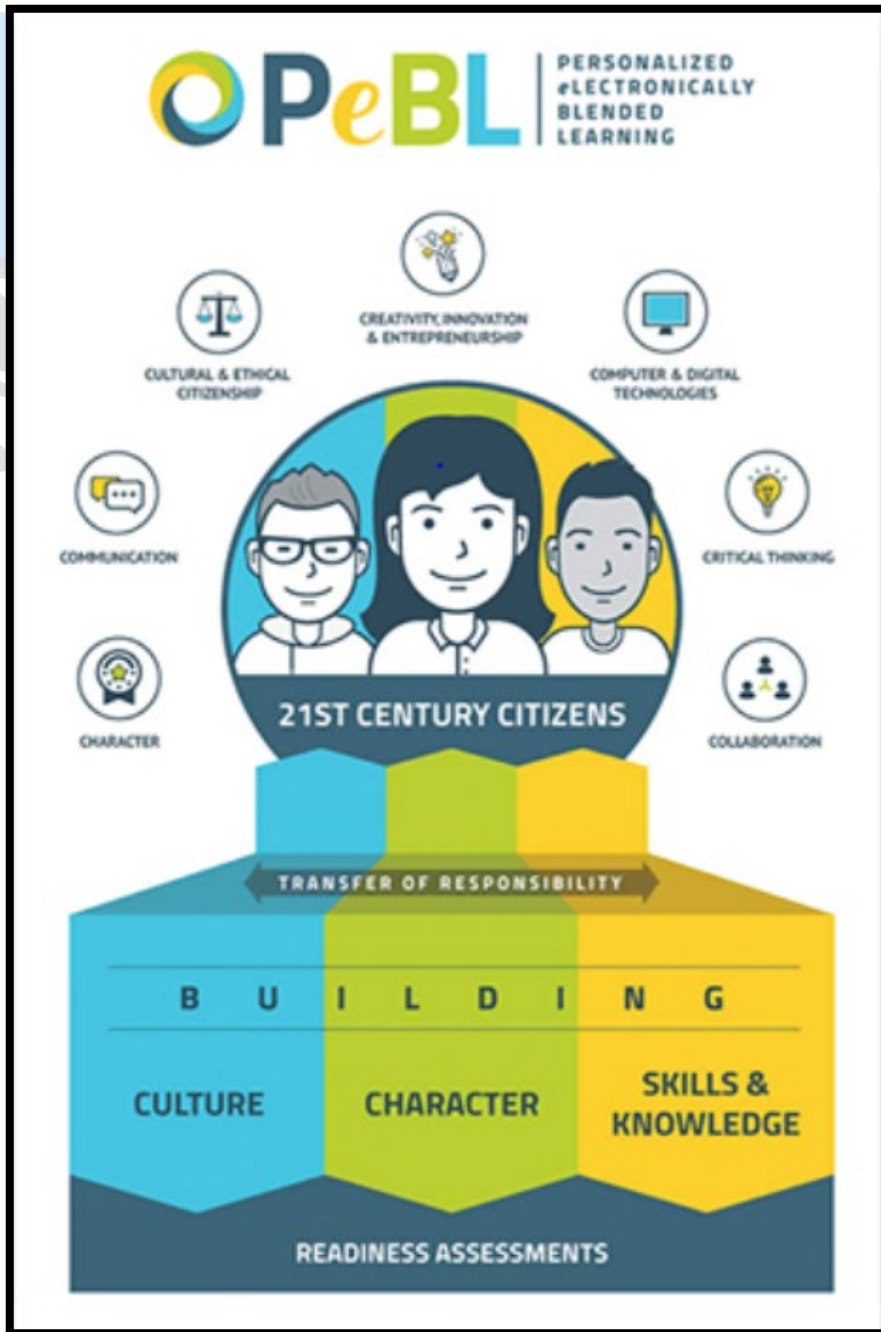 PeBL
PERSONALIZED
eLECTRONICALLY
BLENDED
LEARNING
CREATIVITY, INNOVATION
& ENTREPRENEURSHIP
CULTURAL & ETHICAL
CITIZENSHIP
COMPUTER & DIGITAL
TECHNOLOGIES
COMMUNICATION
CRITICAL THINKING
CHARACTER
COLLABORATION
21ST CENTURY CITIZENS
TRANSFER OF RESPONSIBILITY
BUILDING
CULTURE
CHARACTER
SKILLS &
KNOWLEDGE
READINESS ASSESSMENTS